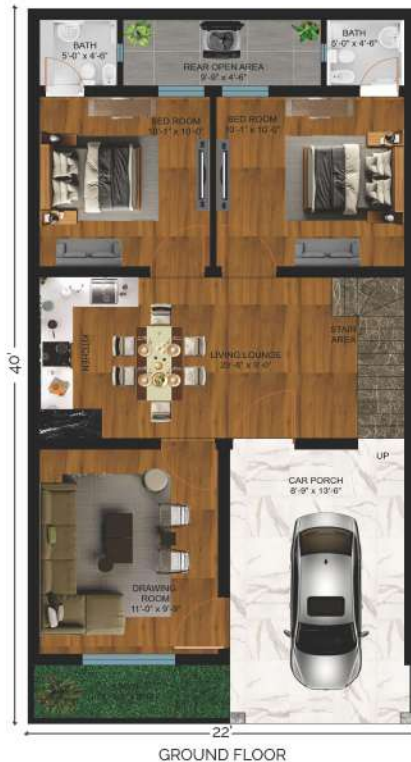 BATH
5'-0" x 4'-6"
REAR OPEN AREA
9'-9" x 4'-6"
BATH
5'-0" x 4'-6"
BED ROOM
10'-1" x 10'-0"
BED ROOM
10'-1" x 10'-0"
KITCHEN
LIVING LOUNGE
STAIR
AREA
40'
UP
CAR PORCH
8'-9" x 13'-6"
DRAWING
ROOM
11'-0" x 9'-9"
22'
GROUND FLOOR